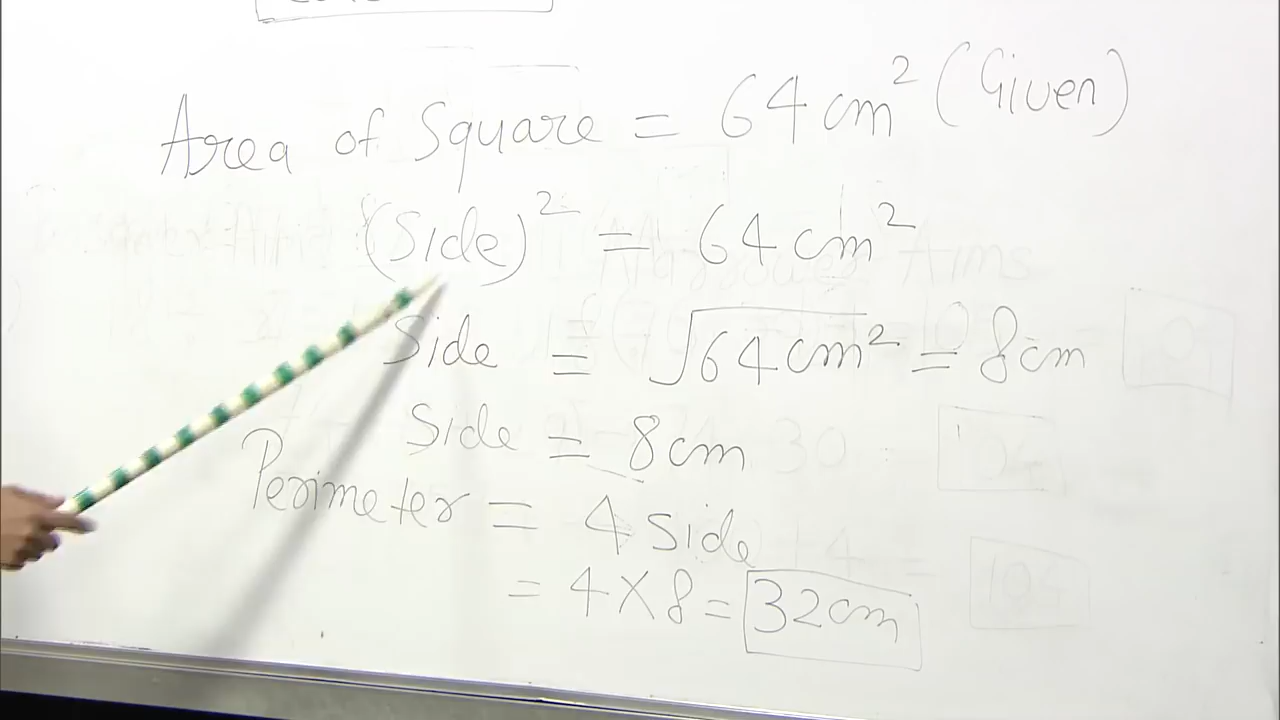 Area of Square = 64 cm² (Given)
(Side)² = 64 cm²
Side = √64 cm² = 8 cm
Side = 8 cm
Perimeter = 4 Side
= 4 × 8 = 32 cm